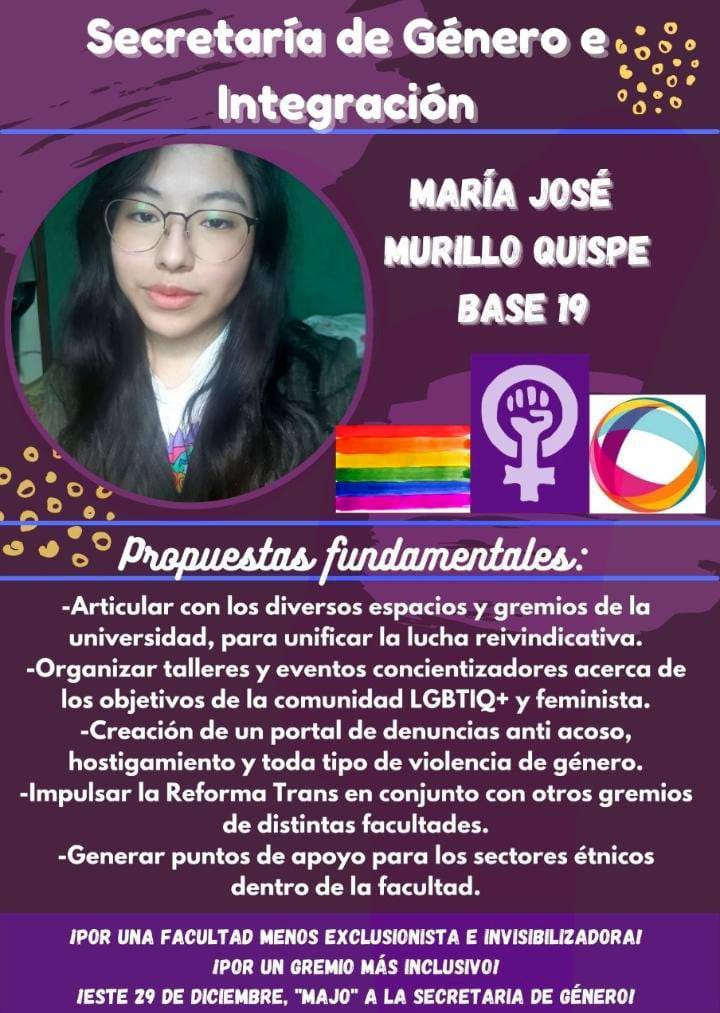 Secretaría de Género e
Integración
MARÍA JOSÉ
MURILLO QUISPE
BASE 19
Propuestas fundamentales:
-Articular con los diversos espacios y gremios de la
universidad, para unificar la lucha reivindicativa.
-Organizar talleres y eventos concientizadores acerca de
los objetivos de la comunidad LGBTIQ+ y feminista.
-Creación de un portal de denuncias anti acoso,
hostigamiento y toda tipo de violencia de género.
-Impulsar la Reforma Trans en conjunto con otros gremios
de distintas facultades.
-Generar puntos de apoyo para los sectores étnicos
dentro de la facultad.
¡POR UNA FACULTAD MENOS EXCLUSIONISTA E INVISIBILIZADORA!
¡POR UN GREMIO MÁS INCLUSIVO!
¡ESTE 29 DE DICIEMBRE, "MAJO" A LA SECRETARIA DE GÉNERO!